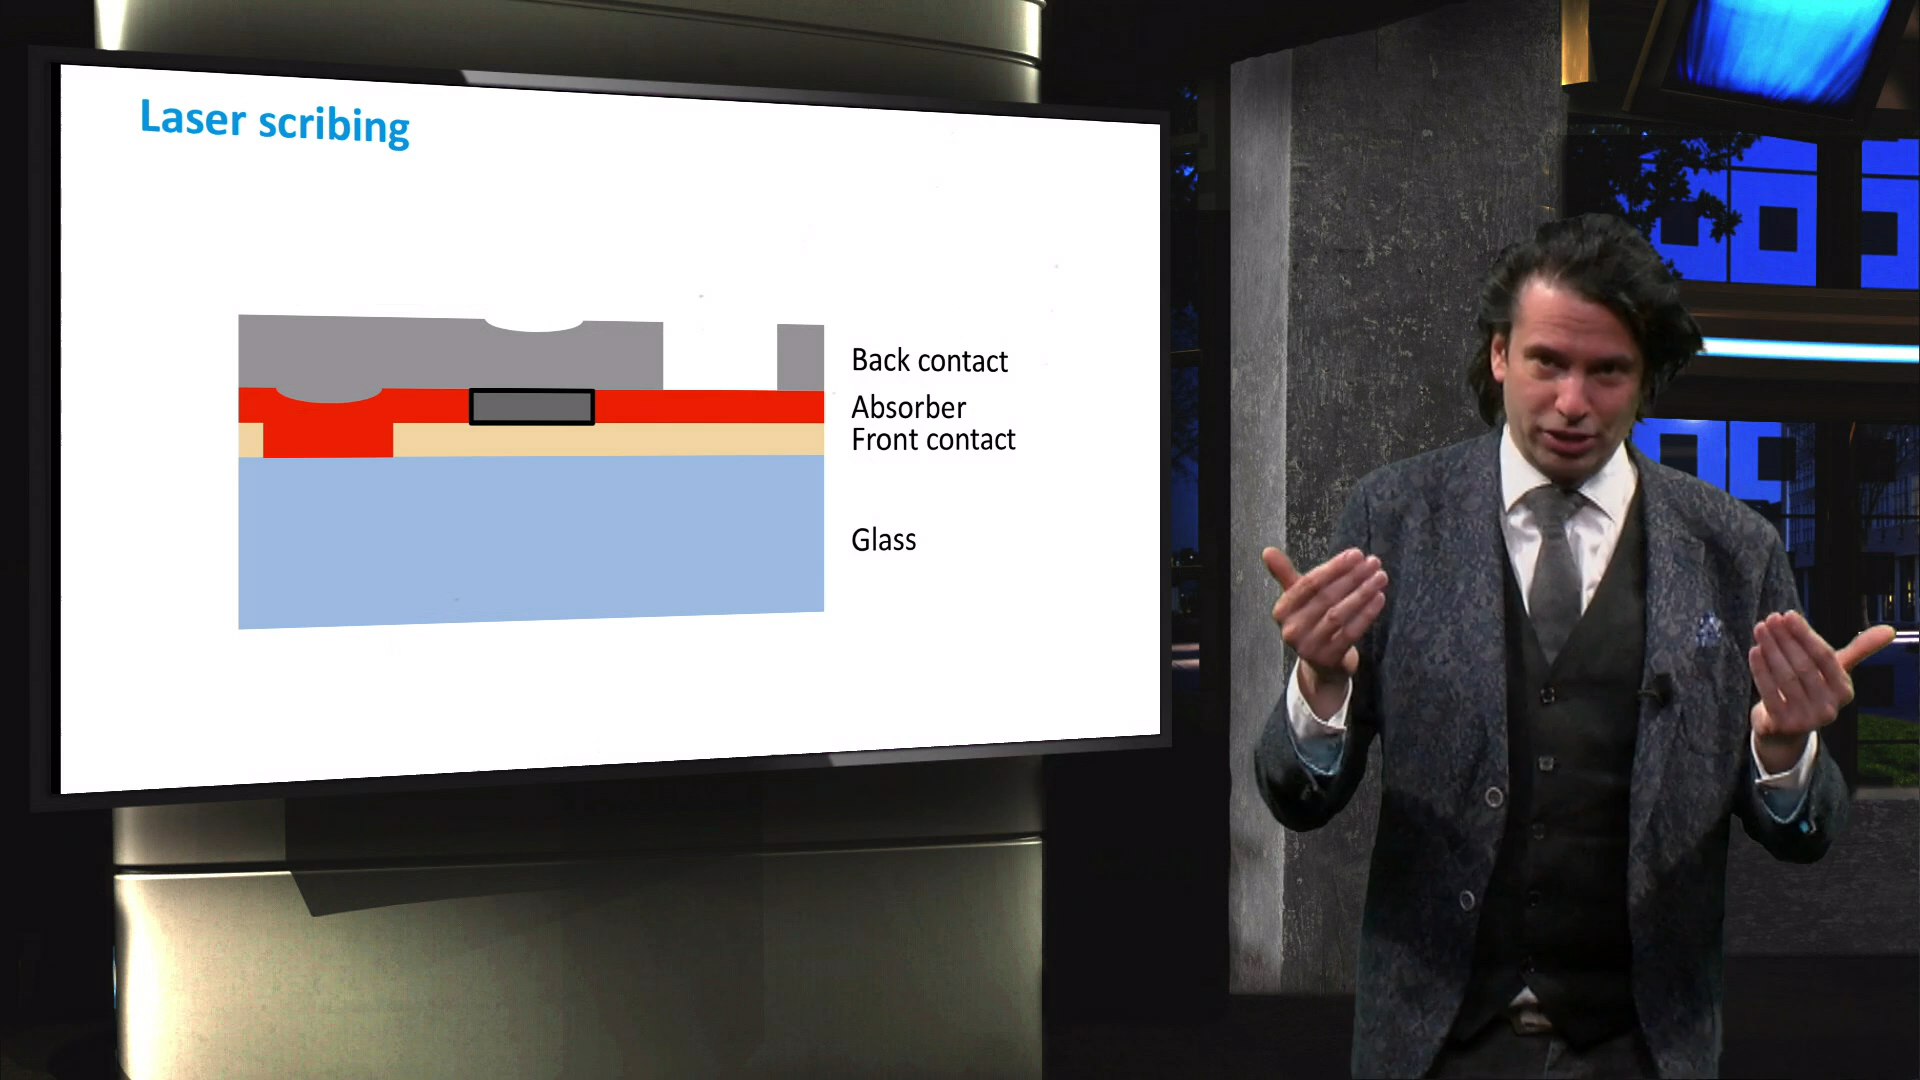 Laser scribing
Back contact
Absorber
Front contact
Glass